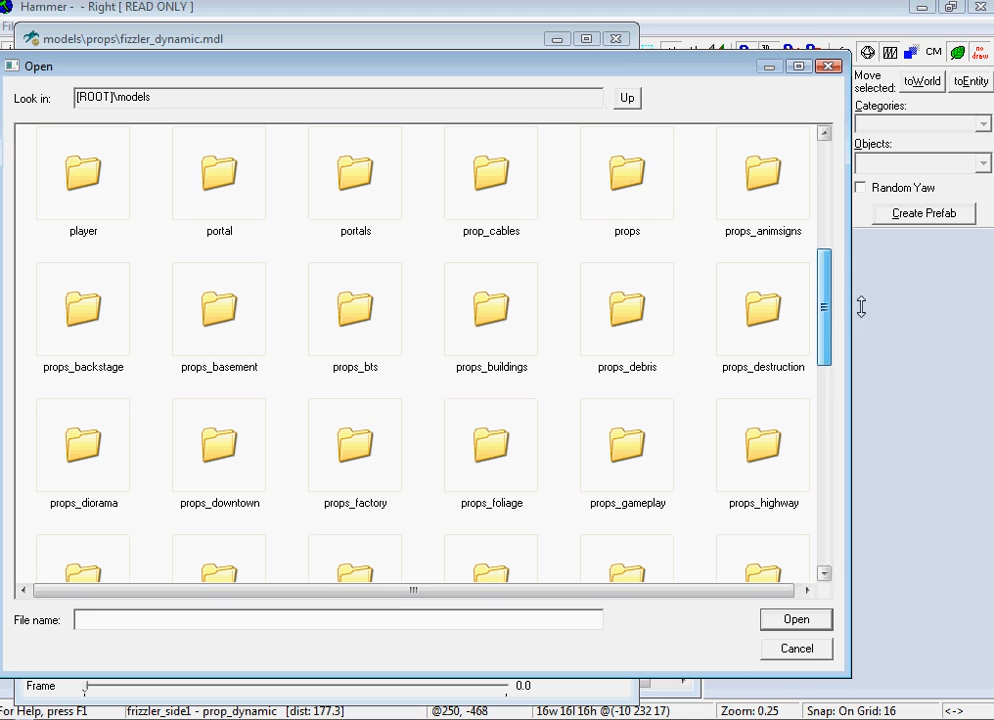 Hammer - - Right [ READ ONLY ]
models\props\fizzler_dynamic.mdl
Open
Look in:
[ROOT]\models
Up
player
portal
portals
prop_cables
props
props_animsigns
props_backstage
props_basement
props_bts
props_buildings
props_debris
props_destruction
props_diorama
props_downtown
props_factory
props_foliage
props_gameplay
props_highway
File name:
Open
Cancel
CM
no draw
Move selected:
toWorld
toEntity
Categories:
Objects:
Random Yaw
Create Prefab
Frame
0.0
For Help, press F1
frizzler_side1 - prop_dynamic [dist: 177.3]
@250, -468
16w 16l 16h @(-10 232 17)
Zoom: 0.25
Snap: On Grid: 16
<->